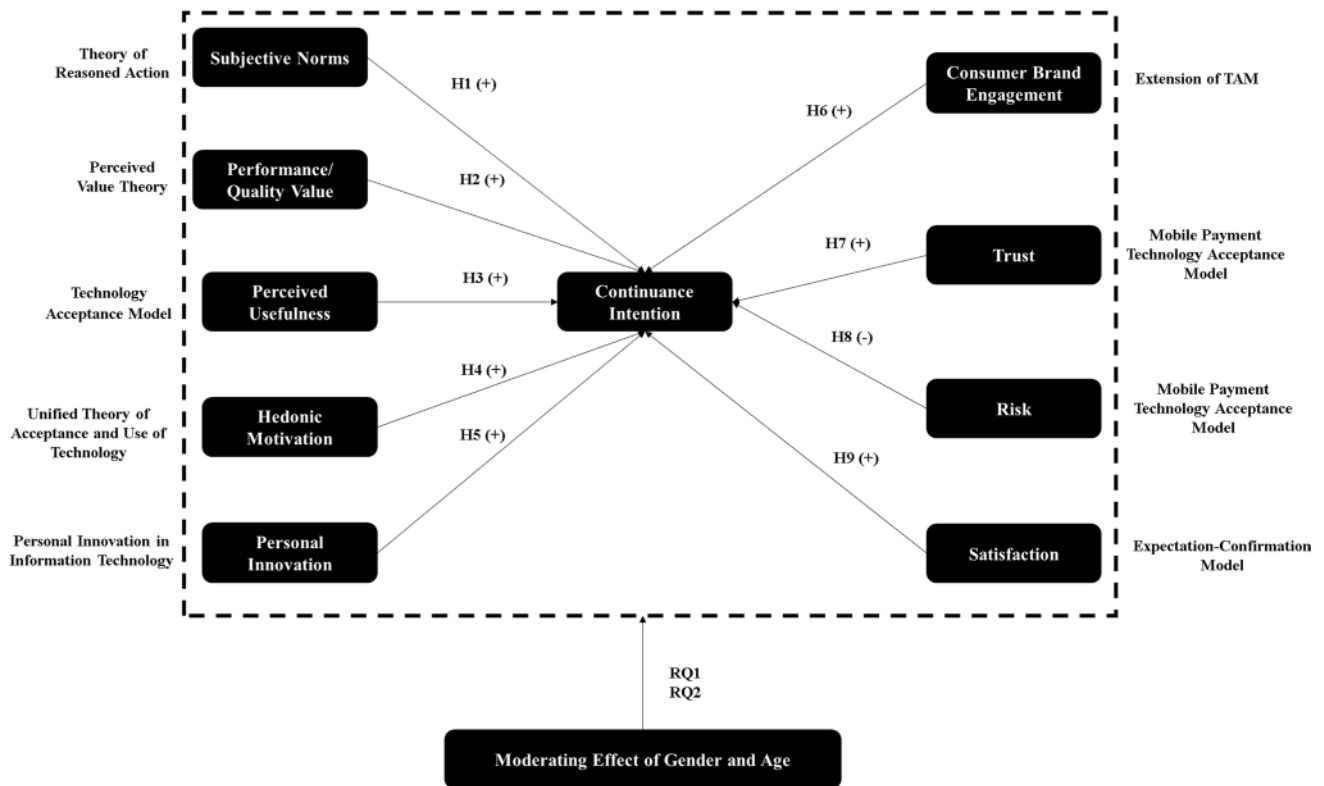 Theory of
Reasoned Action
Subjective Norms
H1 (+)
Consumer Brand
Engagement
Extension of TAM
H6 (+)
Perceived
Value Theory
Performance/
Quality Value
H2 (+)
H7 (+)
Trust
Mobile Payment
Technology Acceptance
Model
Technology
Acceptance Model
Perceived
Usefulness
H3 (+)
Continuance
Intention
H8 (-)
Unified Theory of
Acceptance and Use of
Technology
Hedonic
Motivation
H4 (+)
H5 (+)
Risk
Mobile Payment
Technology Acceptance
Model
H9 (+)
Personal Innovation in
Information Technology
Personal
Innovation
Satisfaction
Expectation-Confirmation
Model
RQ1
RQ2
Moderating Effect of Gender and Age